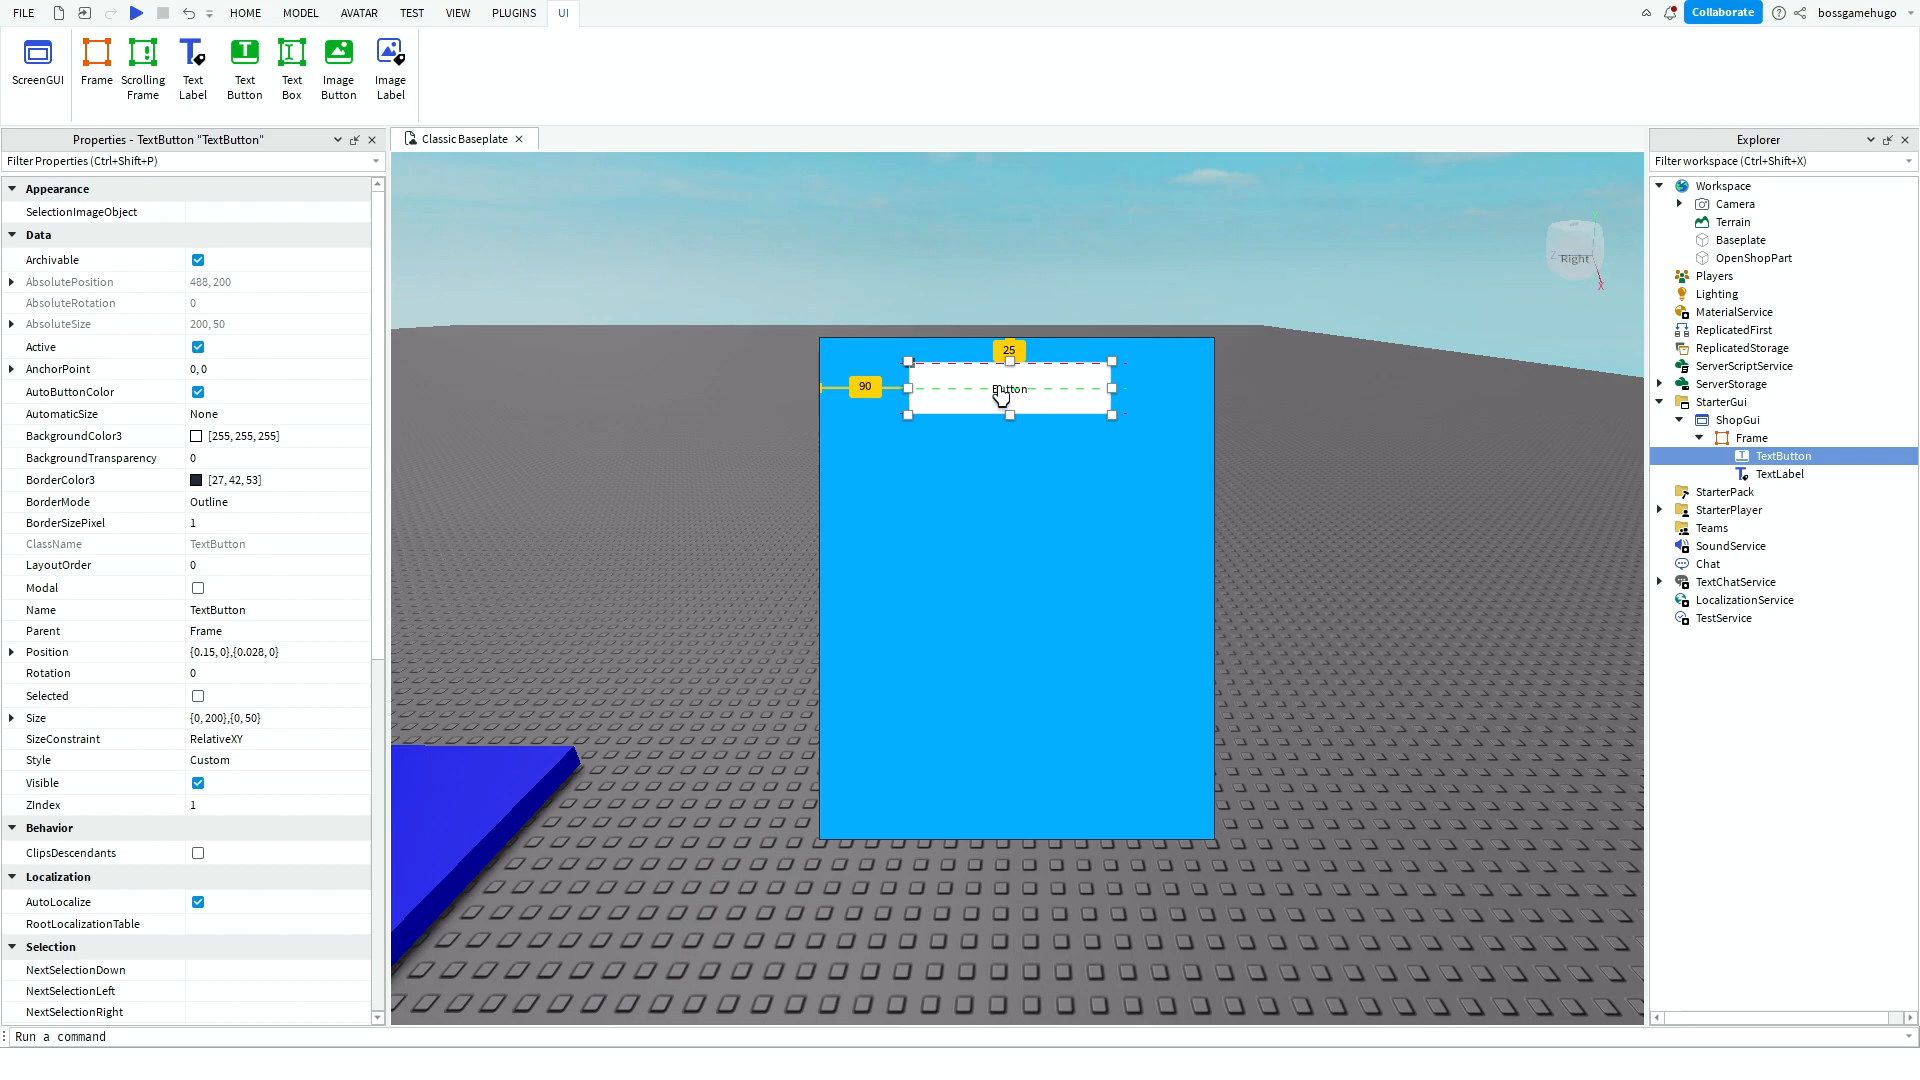 FILE HOME MODEL AVATAR TEST VIEW PLUGINS UI Collaborate bossgamehugo
ScreenGUI Frame Scrolling Frame Text Label Text Button Text Box Image Button Image Label
Properties - TextButton "TextButton"
Filter Properties (Ctrl+Shift+P)
Appearance
SelectionImageObject
Data
Archivable
AbsolutePosition 488, 200
AbsoluteRotation 0
AbsoluteSize 200, 50
Active
AnchorPoint 0, 0
AutoButtonColor
AutomaticSize None
BackgroundColor3 [255, 255, 255]
BackgroundTransparency 0
BorderColor3 [27, 42, 53]
BorderMode Outline
BorderSizePixel 1
ClassName TextButton
LayoutOrder 0
Modal
Name TextButton
Parent Frame
Position {0.15, 0},{0.028, 0}
Rotation 0
Selected
Size {0, 200},{0, 50}
SizeConstraint RelativeXY
Style Custom
Visible
ZIndex 1
Behavior
ClipsDescendants
Localization
AutoLocalize
RootLocalizationTable
Selection
NextSelectionDown
NextSelectionLeft
NextSelectionRight
Run a command
Classic Baseplate
25
90
Button
Right
Z
X
Explorer
Filter workspace (Ctrl+Shift+X)
Workspace
Camera
Terrain
Baseplate
OpenShopPart
Players
Lighting
MaterialService
ReplicatedFirst
ReplicatedStorage
ServerScriptService
ServerStorage
StarterGui
ShopGui
Frame
TextButton
TextLabel
StarterPack
StarterPlayer
Teams
SoundService
Chat
TextChatService
LocalizationService
TestService